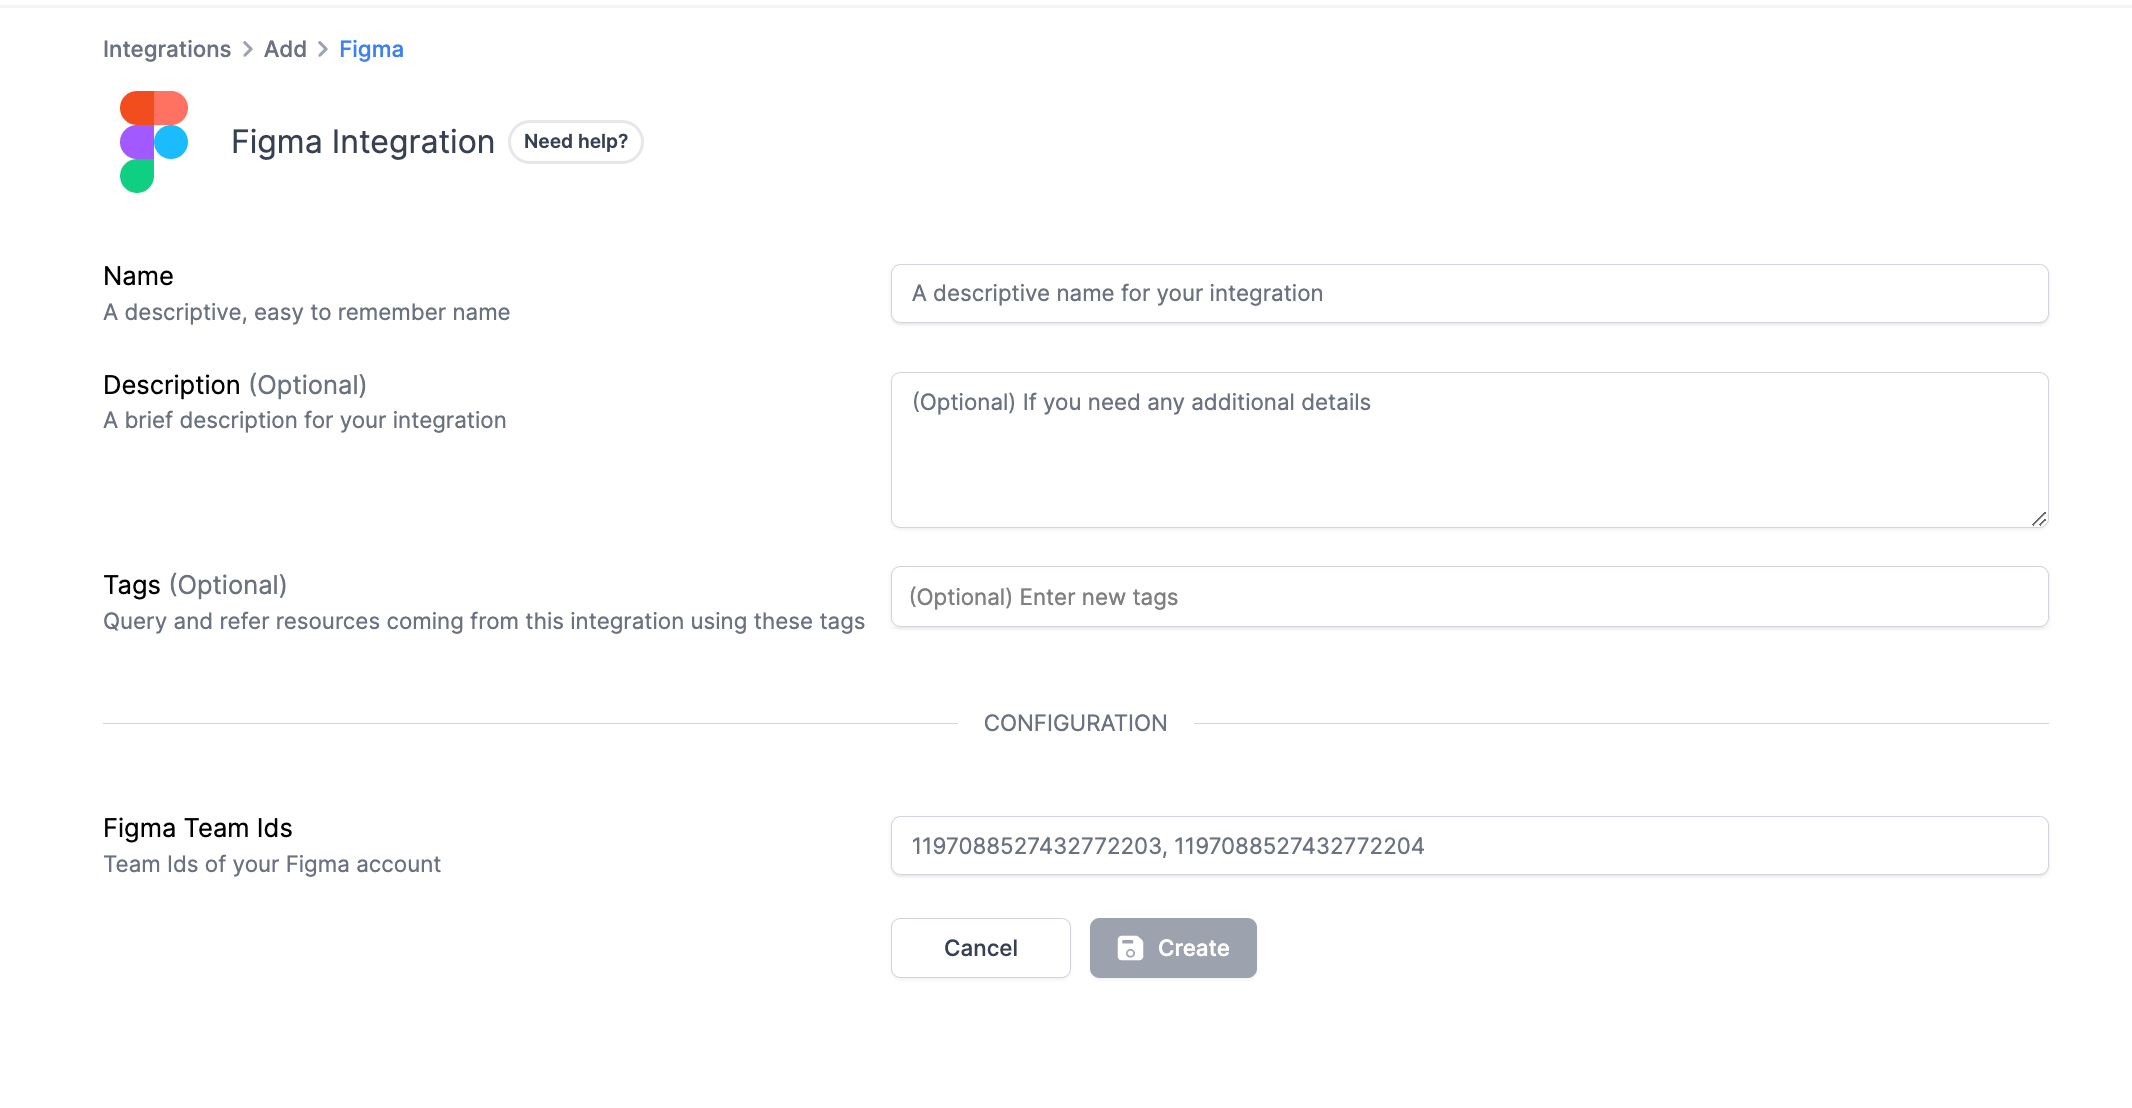 Integrations > Add > Figma
Figma Integration Need help?
Name
A descriptive, easy to remember name
A descriptive name for your integration
Description (Optional)
A brief description for your integration
(Optional) If you need any additional details
Tags (Optional)
Query and refer resources coming from this integration using these tags
(Optional) Enter new tags
CONFIGURATION
Figma Team Ids
Team Ids of your Figma account
1197088527432772203, 1197088527432772204
Cancel Create